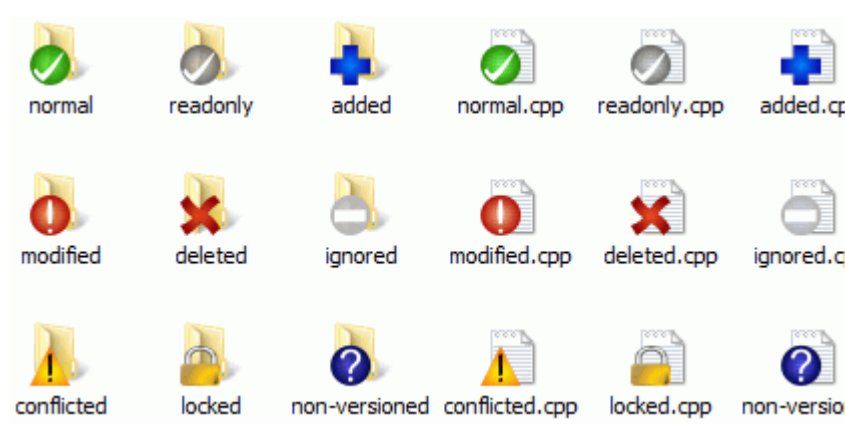 normal readonly added normal.cpp readonly.cpp added.cp
modified deleted ignored modified.cpp deleted.cpp ignored.c
conflicted locked non-versioned conflicted.cpp locked.cpp non-versio